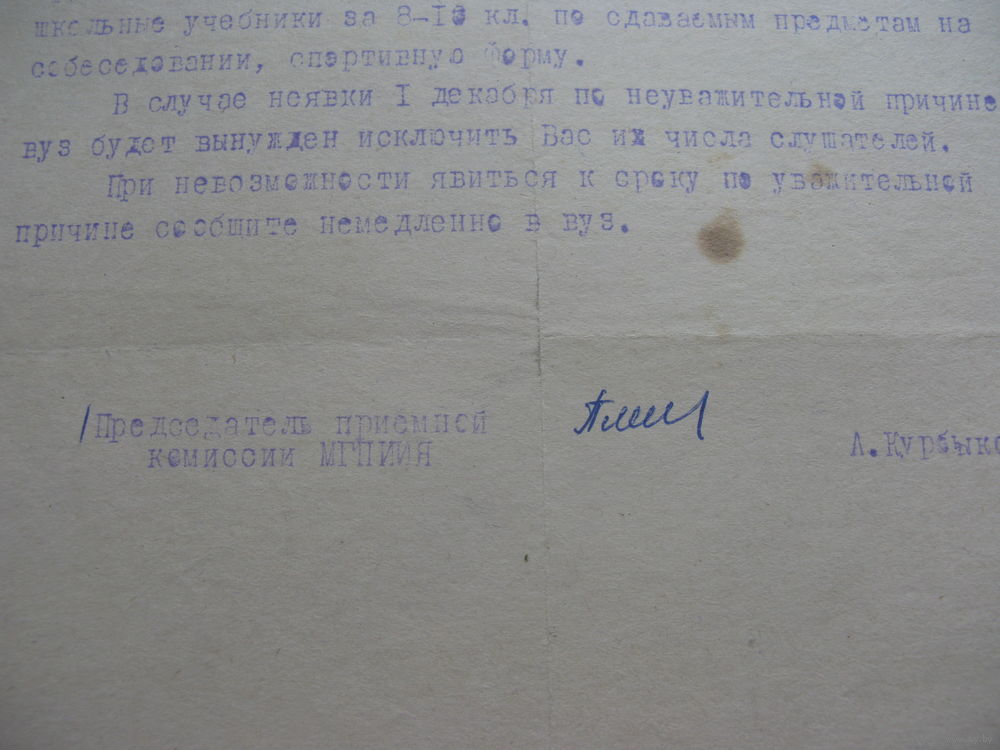 школьные учебники за 8-10 кл. по сдаваемым предметам на
собеседовании, спортивную форму.
В случае неявки I декабря по неуважительной причине
вуз будет вынужден исключить Вас их числа слушателей.
При невозможности явиться к сроку по уважительной
причине сообщите немедленно в вуз.
/Председатель приемной
комиссии МГПИИЯ
А.Курбыко